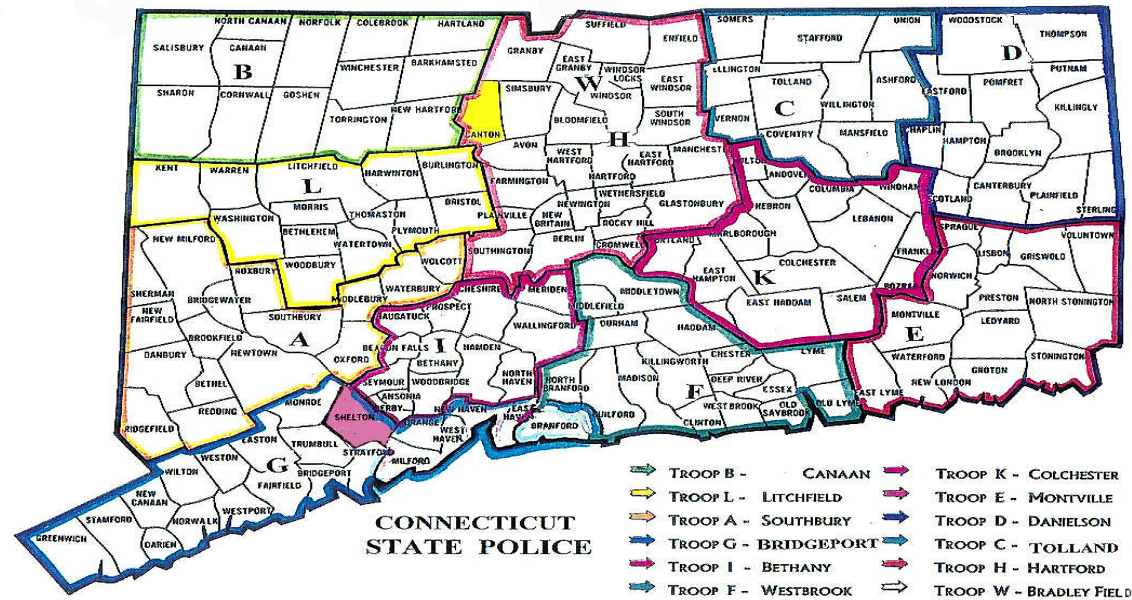 NORTH CANAAN
NORFOLK
COLEBROOK
HARTLAND
SALISBURY
CANAAN
B
WINCHESTER
BARKHAMSTED
SHARON
CORNWALL
GOSHEN
TORRINGTON
NEW HARTFORD
SUFFIELD
GRANBY
ENFIELD
EAST
GRANBY
WINDSOR
LOCKS
W
EAST
WINDSOR
SIMSBURY
WINDSOR
BLOOMFIELD
SOUTH
WINDSOR
CANTON
AVON
H
WEST
HARTFORD
EAST
HARTFORD
MANCHEST
HARTFORD
FARMINGTON
WETHERSFIELD
NEWINGTON
GLASTONBURY
PLAINVILLE
NEW
BRITAIN
ROCKY HILL
BERLIN
CROMWELL
SOUTHINGTON
SOMERS
STAFFORD
UNION
ELLINGTON
TOLLAND
ASHFORD
C
WILLINGTON
VERNON
COVENTRY
MANSFIELD
WOODSTOCK
THOMPSON
D
PUTNAM
POMFRET
EASTFORD
KILLINGLY
CHAPLIN
HAMPTON
BROOKLYN
CANTERBURY
PLAINFIELD
SCOTLAND
STERLING
KENT
WARREN
LITCHFIELD
BURLINGTON
HARWINTON
L
MORRIS
BRISTOL
WASHINGTON
THOMASTON
BETHLEHEM
PLYMOUTH
WATERTOWN
WOODBURY
BOLTON
ANDOVER
COLUMBIA
WINDHAM
HEBRON
LEBANON
MARLBOROUGH
PORTLAND
FRANKL
COLCHESTER
EAST
HAMPTON
K
BOZRA
EAST HADDAM
SALEM
SPRAGUE
VOLUNTOWN
LISBON
GRISWOLD
NORWICH
PRESTON
NORTH STONINGTON
MONTVILLE
LEDYARD
E
WATERFORD
STONINGTON
GROTON
NEW LONDON
EAST LYME
NEW MILFORD
ROXBURY
WOLCOTT
WATERBURY
MIDDLEBURY
SHERMAN
BRIDGEWATER
NEW
FAIRFIELD
SOUTHBURY
BROOKFIELD
A
DANBURY
NEWTOWN
OXFORD
BETHEL
REDDING
RIDGEFIELD
CHESHIRE
MERIDEN
PROSPECT
NAUGATUCK
WALLINGFORD
BEACON FALLS
I
HAMDEN
BETHANY
SEYMOUR
WOODBRIDGE
NORTH
HAVEN
ANSONIA
DERBY
MIDDLETOWN
MIDDLEFIELD
DURHAM
HADDAM
CHESTER
LYME
KILLINGWORTH
MADISON
DEEP RIVER
NORTH
BRANFORD
F
ESSEX
WEST BROOK
OLD
SAYBROOK
OLD LYME
GUILFORD
CLINTON
MONROE
SHELTON
NEW HAVEN
EAST
HAVEN
BRANFORD
ORANGE
WEST
HAVEN
EASTON
TRUMBULL
STRATFORD
MILFORD
WESTON
G
BRIDGEPORT
WILTON
FAIRFIELD
NEW
CANAAN
WESTPORT
STAMFORD
NORWALK
GREENWICH
DARIEN
CONNECTICUT
STATE POLICE
TROOP B - CANAAN
TROOP L - LITCHFIELD
TROOP A - SOUTHBURY
TROOP G - BRIDGEPORT
TROOP I - BETHANY
TROOP F - WESTBROOK
TROOP K - COLCHESTER
TROOP E - MONTVILLE
TROOP D - DANIELSON
TROOP C - TOLLAND
TROOP H - HARTFORD
TROOP W - BRADLEY FIELD